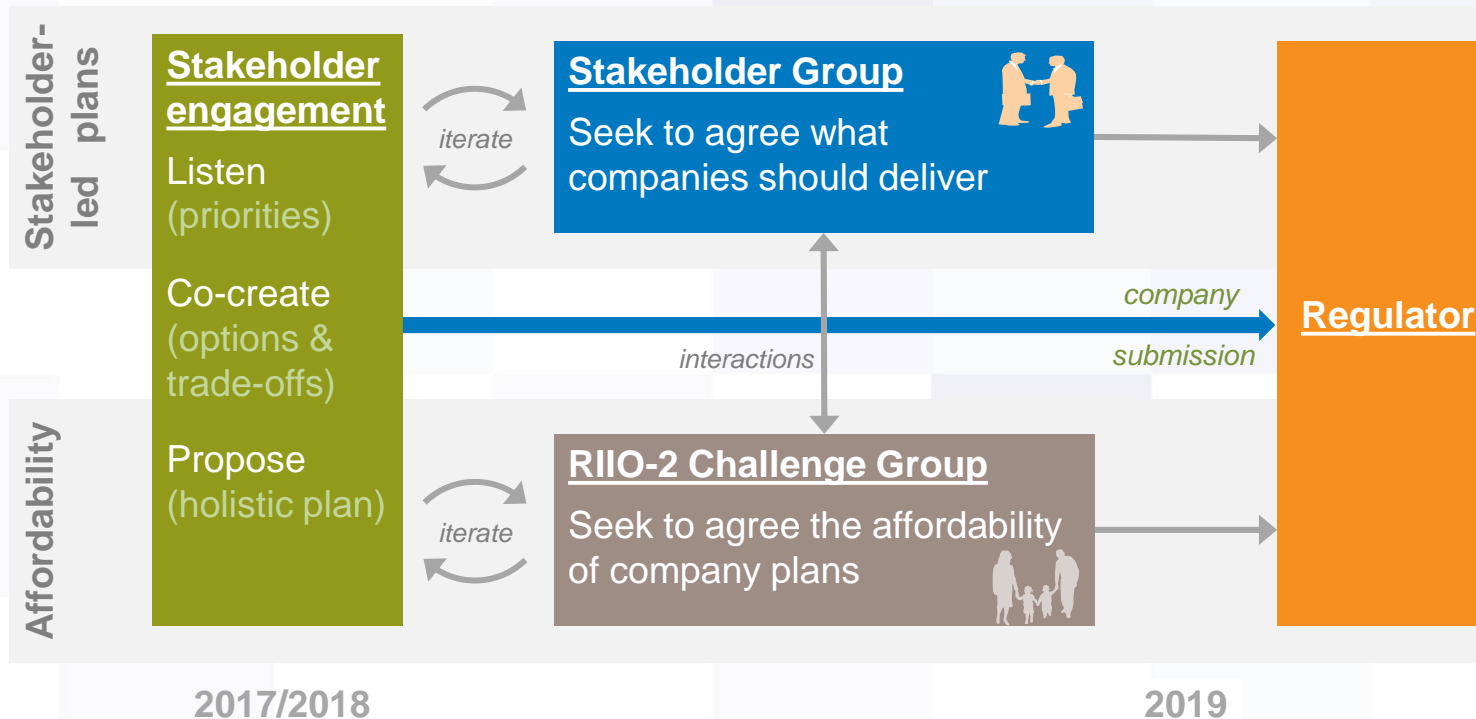 Stakeholder-
led plans
Stakeholder
engagement
Listen
(priorities)
Co-create
(options &
trade-offs)
Propose
(holistic plan)
iterate
Stakeholder Group
Seek to agree what
companies should deliver
interactions
company
submission
Regulator
Affordability
iterate
RIIO-2 Challenge Group
Seek to agree the affordability
of company plans
2017/2018
2019